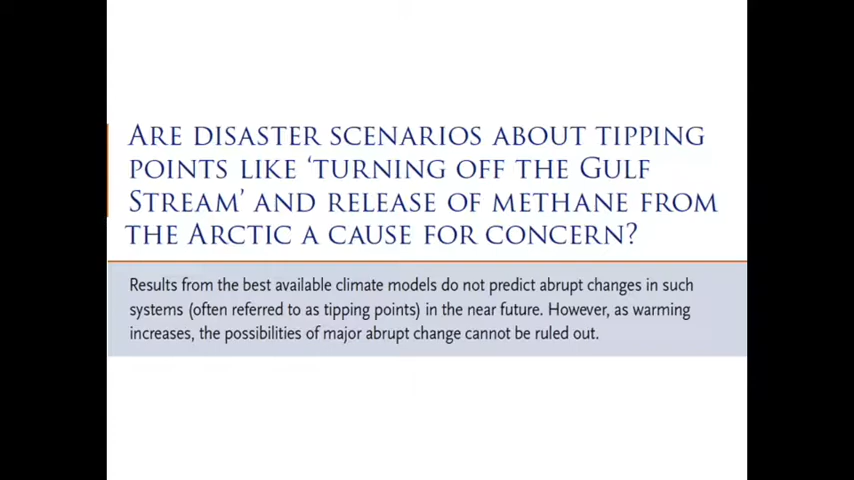 ARE DISASTER SCENARIOS ABOUT TIPPING
POINTS LIKE ‘TURNING OFF THE GULF
STREAM’ AND RELEASE OF METHANE FROM
THE ARCTIC A CAUSE FOR CONCERN?
Results from the best available climate models do not predict abrupt changes in such
systems (often referred to as tipping points) in the near future. However, as warming
increases, the possibilities of major abrupt change cannot be ruled out.